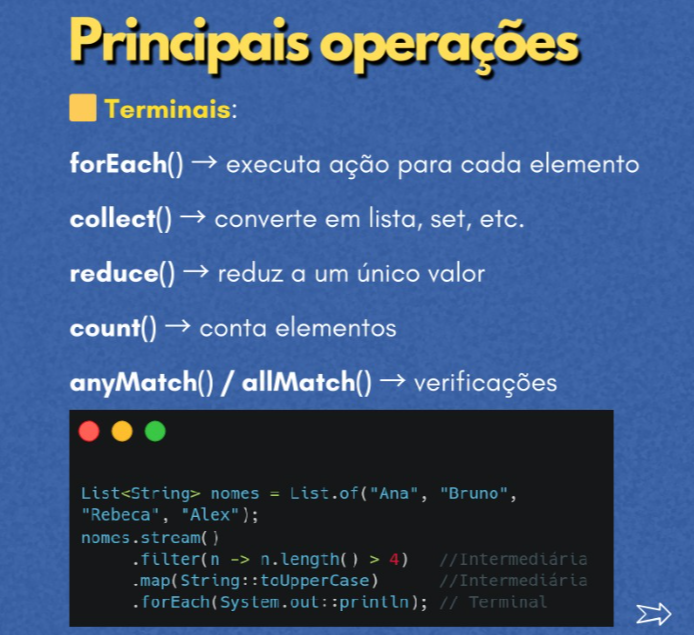 Principais operações
Terminais:
forEach() → executa ação para cada elemento
collect() → converte em lista, set, etc.
reduce() → reduz a um único valor
count() → conta elementos
anyMatch() / allMatch() → verificações
List<String> nomes = List.of("Ana", "Bruno",
"Rebeca", "Alex");
nomes.stream()
.filter(n -> n.length() > 4) //Intermediária
.map(String::toUpperCase) //Intermediária
.forEach(System.out::println); // Terminal